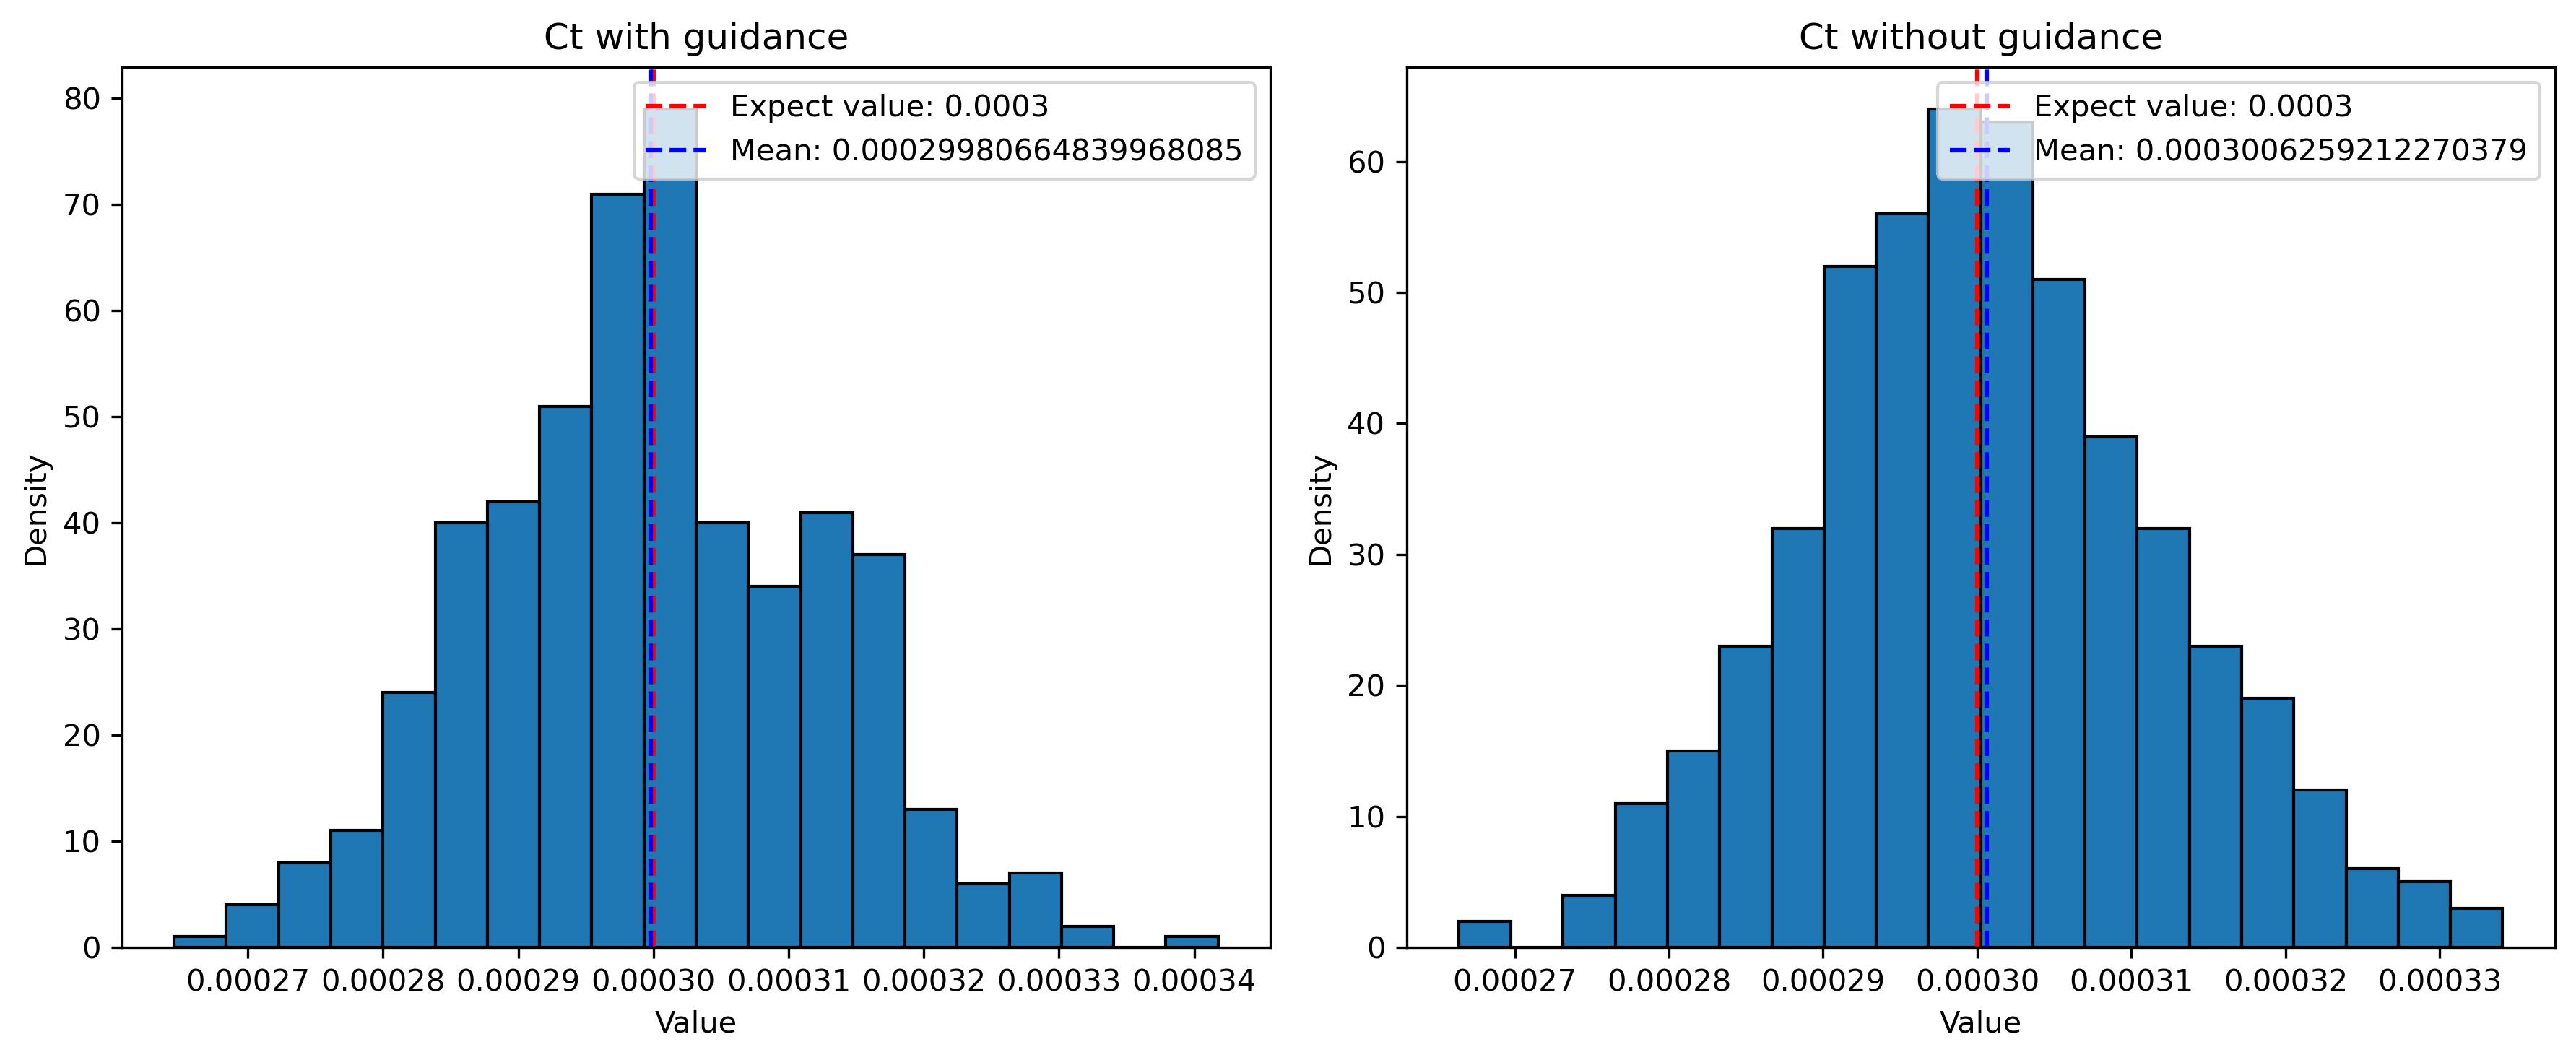 Ct with guidance
Expect value: 0.0003
Mean: 0.00029980664839968085
Density
80
70
60
50
40
30
20
10
0
0.00027 0.00028 0.00029 0.00030 0.00031 0.00032 0.00033 0.00034
Value
Ct without guidance
Expect value: 0.0003
Mean: 0.0003006259212270379
Density
60
50
40
30
20
10
0
0.00027 0.00028 0.00029 0.00030 0.00031 0.00032 0.00033
Value